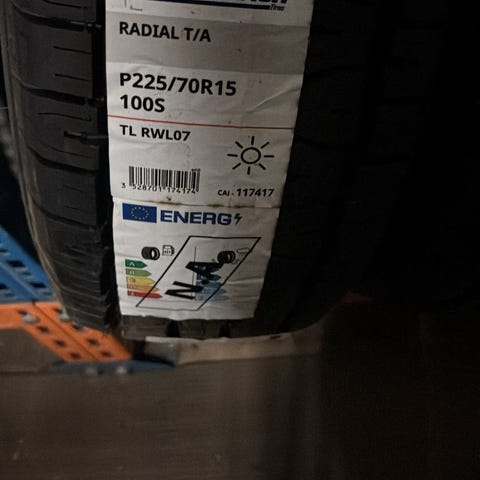 RADIAL T/A
P225/70R15
100S
TL RWL07
3 528701 174174
CAI - 117417
ENERG
N.A